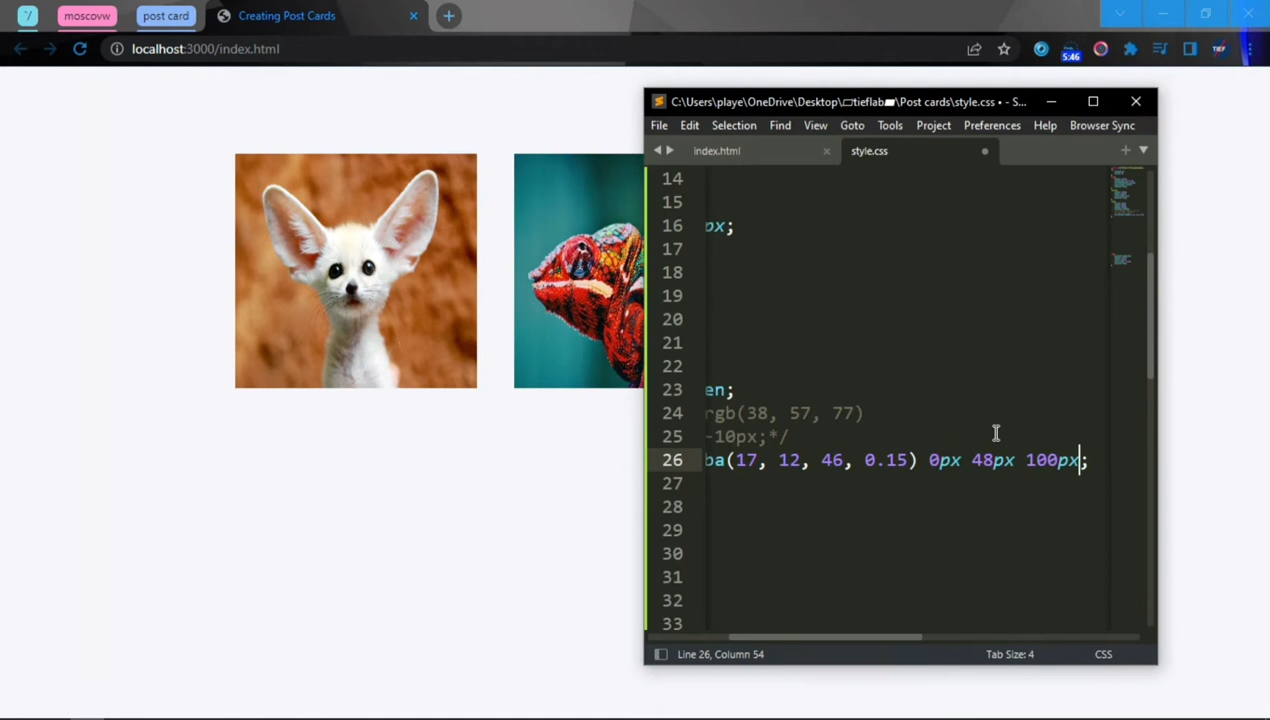 moscovw
post card
Creating Post Cards
localhost:3000/index.html
5:46
TIEF
C:\Users\playe\OneDrive\Desktop\□tieflab▰\Post cards\style.css • - S...
File Edit Selection Find View Goto Tools Project Preferences Help Browser Sync
index.html
style.css
14
15
16 px;
17
18
19
20
21
22
23 en;
24 rgb(38, 57, 77)
25 -10px;*/
26 ba(17, 12, 46, 0.15) 0px 48px 100px;
27
28
29
30
31
32
33
Line 26, Column 54
Tab Size: 4
CSS